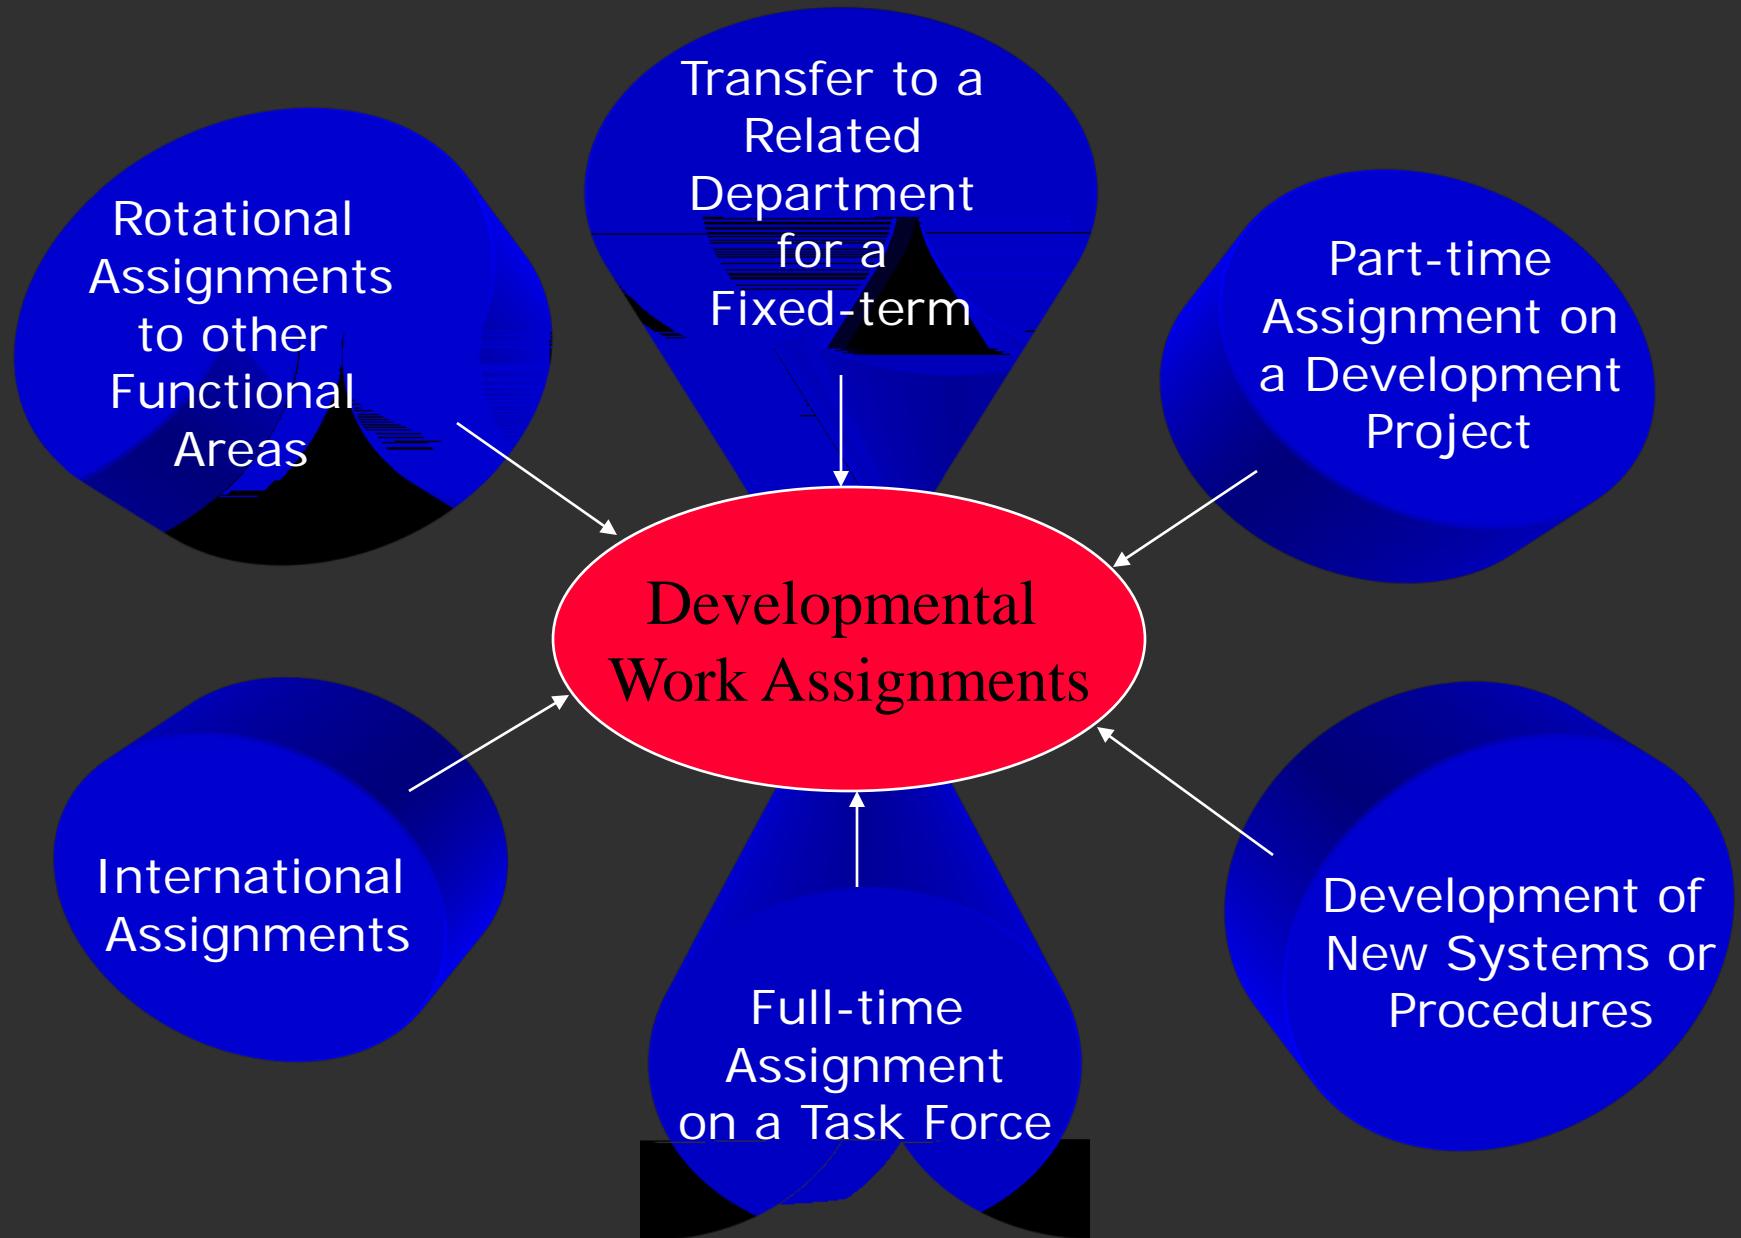 Transfer to a
Related
Department
for a
Fixed-term
Rotational
Assignments
to other
Functional
Areas
Part-time
Assignment on
a Development
Project
Developmental
Work Assignments
International
Assignments
Full-time
Assignment
on a Task Force
Development of
New Systems or
Procedures